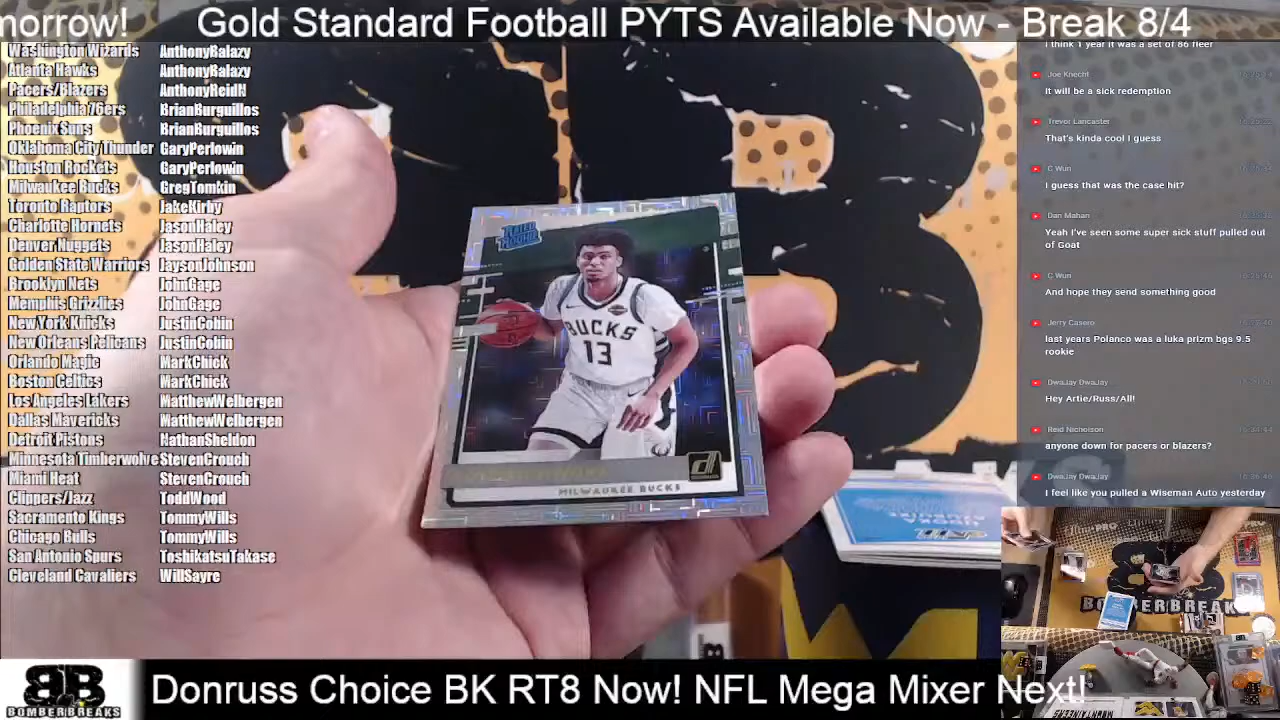 morrow! Gold Standard Football PYTS Available Now - Break 8/4
Washington Wizards AnthonyBalazy
Atlanta Hawks AnthonyBalazy
Pacers/Blazers AnthonyReidN
Philadelphia 76ers BrianBurguillos
Phoenix Suns BrianBurguillos
Oklahoma City Thunder GaryPerlowin
Houston Rockets GaryPerlowin
Milwaukee Bucks GregTomkin
Toronto Raptors JakeKirby
Charlotte Hornets JasonHaley
Denver Nuggets JasonHaley
Golden State Warriors JaysonJohnson
Brooklyn Nets JohnGage
Memphis Grizzlies JohnGage
New York Knicks JustinCobin
New Orleans Pelicans JustinCobin
Orlando Magic MarkChick
Boston Celtics MarkChick
Los Angeles Lakers MatthewWelbergen
Dallas Mavericks MatthewWelbergen
Detroit Pistons NathanSheldon
Minnesota Timberwolve StevenCrouch
Miami Heat StevenCrouch
Clippers/Jazz ToddWood
Sacramento Kings TommyWills
Chicago Bulls TommyWills
San Antonio Spurs ToshikatsuTakase
Cleveland Cavaliers WillSayre
RATED
ROOKIE
BUCKS
13
MILWAUKEE BUCKS
I think 1 year it was a set of 86 fleer
Joe Knecht
It will be a sick redemption
Trevor Lancaster
That's kinda cool I guess
C Wun
I guess that was the case hit?
Dan Mahan
Yeah I've seen some super sick stuff pulled out
of Goat
C Wun
And hope they send something good
Jerry Casero
last years Polanco was a luka prizm bgs 9.5
rookie
DwaJay DwaJay
Hey Artie/Russ/All!
Reid Nicholson
anyone down for pacers or blazers?
DwaJay DwaJay
I feel like you pulled a Wiseman Auto yesterday
BOMBERBREAKS
BB
BOMBERBREAKS
Donruss Choice BK RT8 Now! NFL Mega Mixer Next!